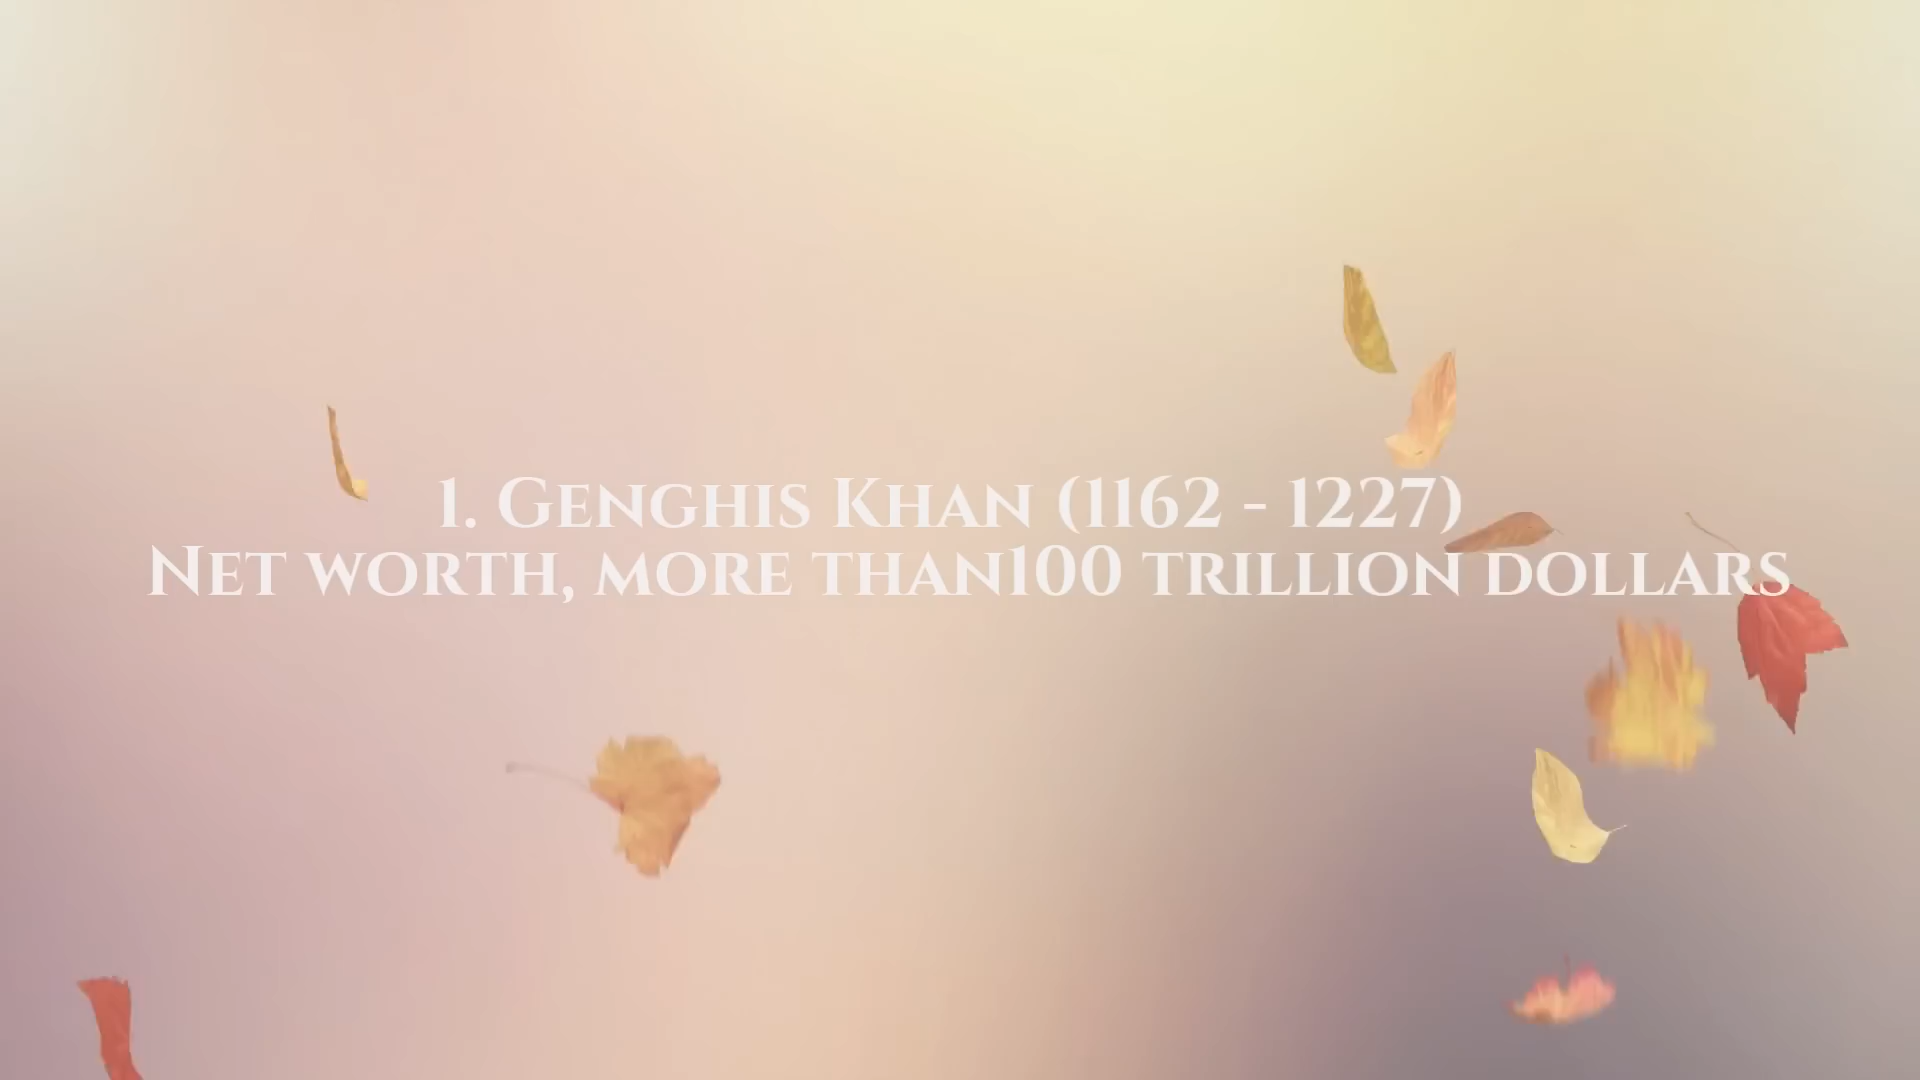 1. Genghis Khan (1162 - 1227)
Net worth, more than100 trillion dollars